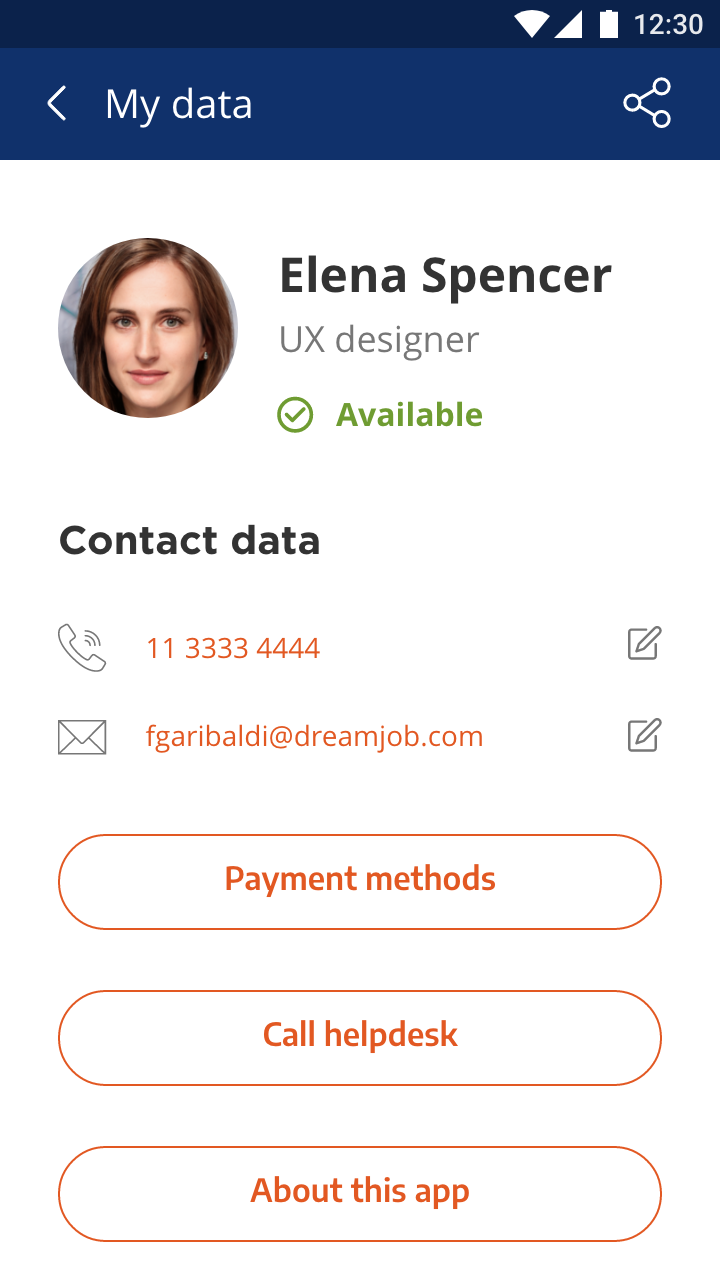 12:30
My data
Elena Spencer
UX designer
Available
Contact data
11 3333 4444
fgaribaldi@dreamjob.com
Payment methods
Call helpdesk
About this app